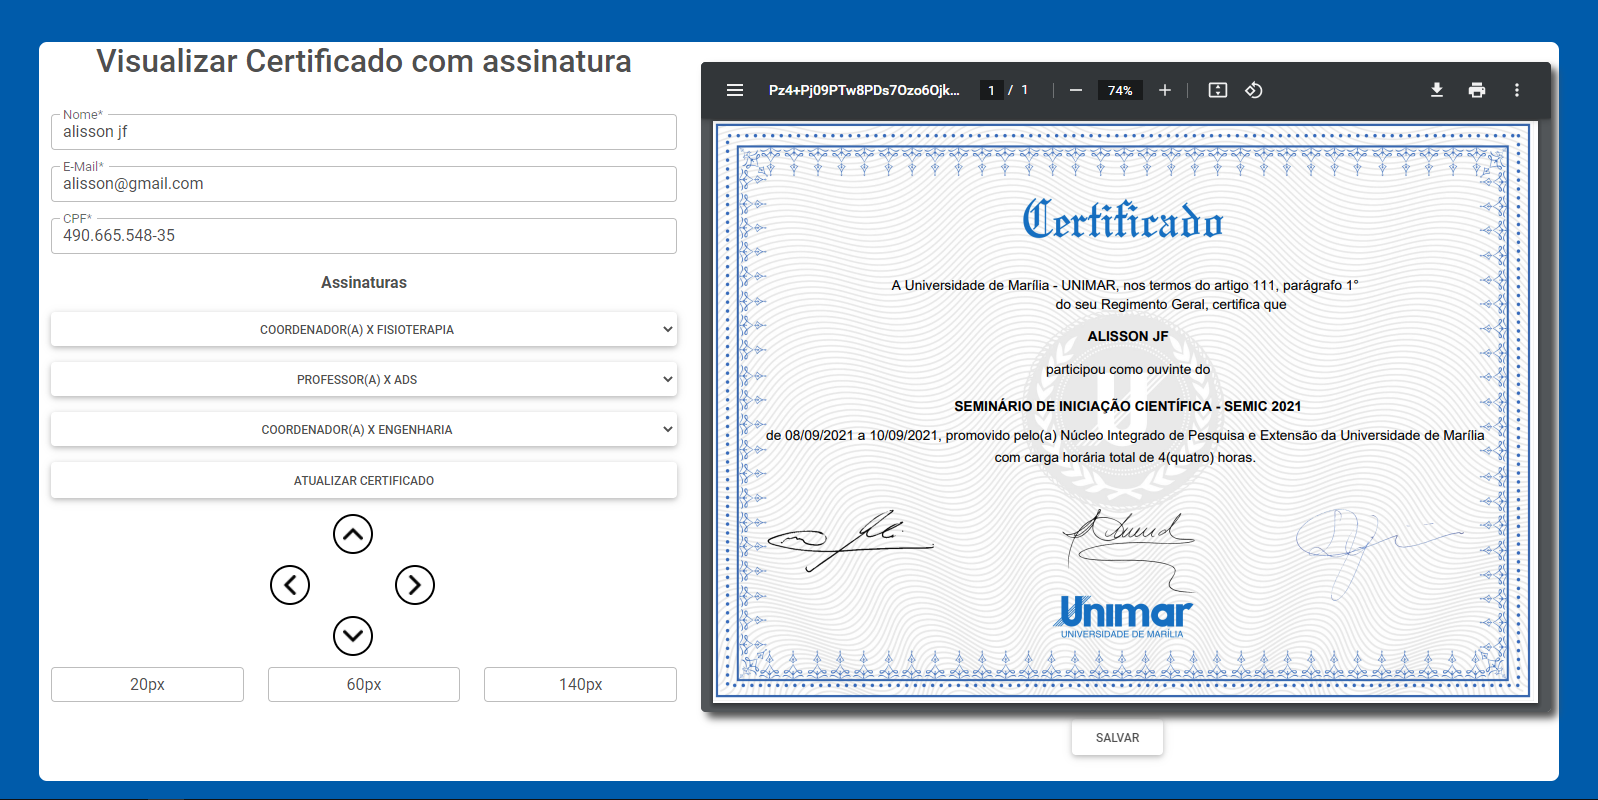 Visualizar Certificado com assinatura
Nome*
alisson jf
E-Mail*
alisson@gmail.com
CPF*
490.665.548-35
Assinaturas
COORDENADOR(A) X FISIOTERAPIA
PROFESSOR(A) X ADS
COORDENADOR(A) X ENGENHARIA
ATUALIZAR CERTIFICADO
20px 60px 140px
Pz4+Pj09PTw8PDs7Ozo6Ojk... 1 / 1 74%
Certificado
A Universidade de Marília - UNIMAR, nos termos do artigo 111, parágrafo 1°
do seu Regimento Geral, certifica que
ALISSON JF
participou como ouvinte do
SEMINÁRIO DE INICIAÇÃO CIENTÍFICA - SEMIC 2021
de 08/09/2021 a 10/09/2021, promovido pelo(a) Núcleo Integrado de Pesquisa e Extensão da Universidade de Marília
com carga horária total de 4(quatro) horas.
Unimar
UNIVERSIDADE DE MARÍLIA
SALVAR